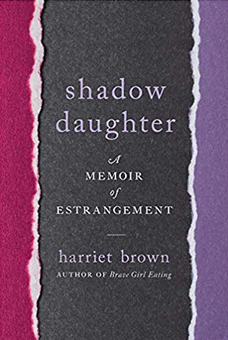 shadow
daughter
A
MEMOIR
of
ESTRANGEMENT
harriet brown
AUTHOR OF Brave Girl Eating